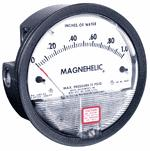 INCHES OF WATER
0 .20 .40 .60 .80 1.0
MAGNEHELIC
MAX. PRESSURE 15 PSIG